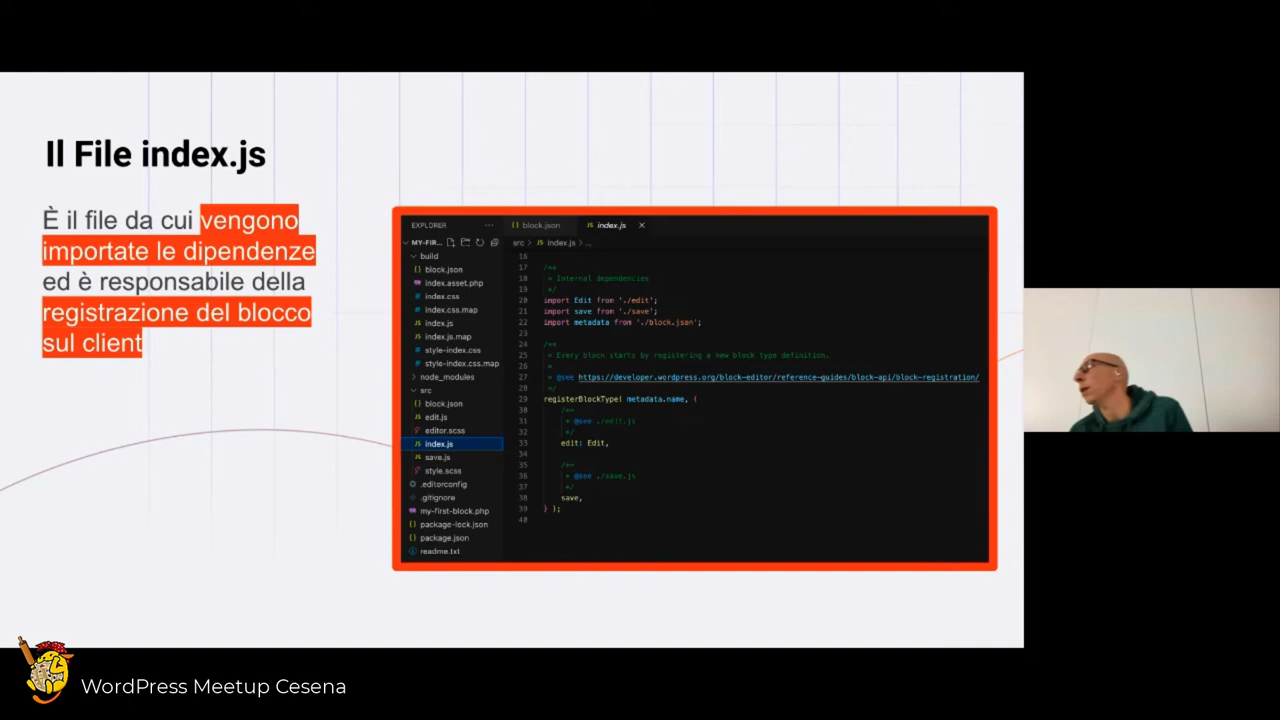 Il File index.js
È il file da cui vengono
importate le dipendenze
ed è responsabile della
registrazione del blocco
sul client
EXPLORER ...
MY-FIR...
build
block.json
index.asset.php
index.css
index.css.map
index.js
index.js.map
style-index.css
style-index.css.map
node_modules
src
block.json
edit.js
editor.scss
index.js
save.js
style.scss
.editorconfig
.gitignore
my-first-block.php
package-lock.json
package.json
readme.txt
{} block.json JS index.js ×
src > JS index.js > ...
16
17 /**
18 * Internal dependencies
19 */
20 import Edit from './edit';
21 import save from './save';
22 import metadata from './block.json';
23
24 /**
25 * Every block starts by registering a new block type definition.
26 *
27 * @see https://developer.wordpress.org/block-editor/reference-guides/block-api/block-registration/
28 */
29 registerBlockType( metadata.name, {
30 /**
31 * @see ./edit.js
32 */
33 edit: Edit,
34
35 /**
36 * @see ./save.js
37 */
38 save,
39 } );
40
WordPress Meetup Cesena